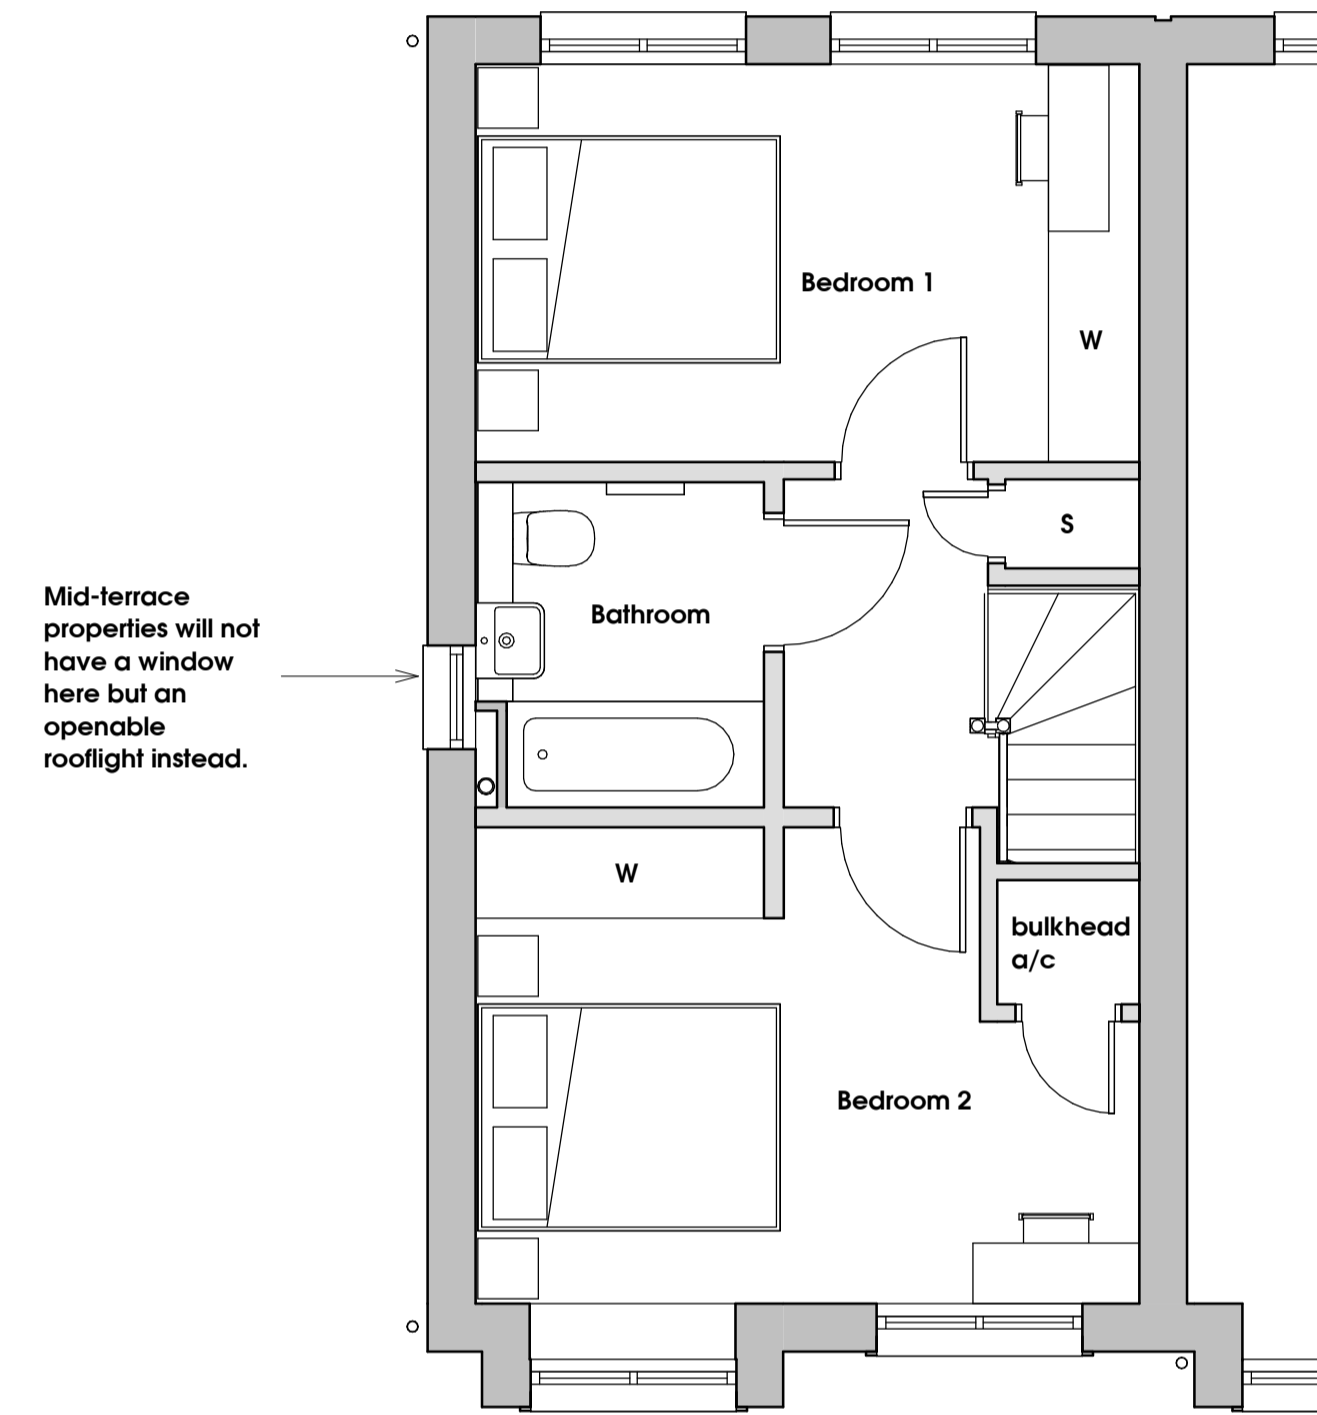 Bedroom 1
W
S
Mid-terrace
properties will not
have a window
here but an
openable
rooflight instead.
Bathroom
W
bulkhead
a/c
Bedroom 2